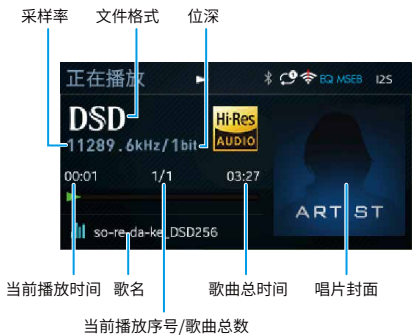 采样率 文件格式 位深
正在播放 EQ MSEB I2S
DSD
11289.6kHz/1bit
Hi-Res
AUDIO
00:01 1/1 03:27
ARTIST
so-re-da-ke_DSD256
当前播放时间 歌名 歌曲总时间 唱片封面
当前播放序号/歌曲总数